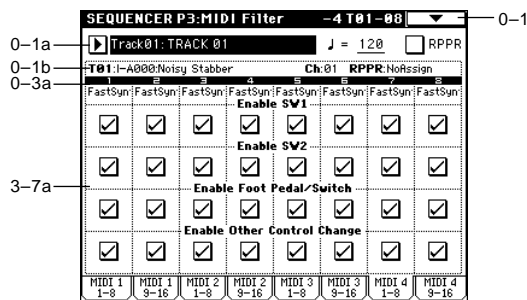 SEQUENCER P3:MIDI Filter -4 T01-08
0-1
0-1a
Track01: TRACK 01 ♩ = 120 RPPR
0-1b
T01:I-A000:Noisy Stabber Ch:01 RPPR:NoAssign
0-3a
1 2 3 4 5 6 7 8
FastSyn FastSyn FastSyn FastSyn FastSyn FastSyn FastSyn FastSyn
Enable SW1
Enable SW2
3-7a
Enable Foot Pedal/Switch
Enable Other Control Change
MIDI 1 MIDI 1 MIDI 2 MIDI 2 MIDI 3 MIDI 3 MIDI 4 MIDI 4
1-8 9-16 1-8 9-16 1-8 9-16 1-8 9-16